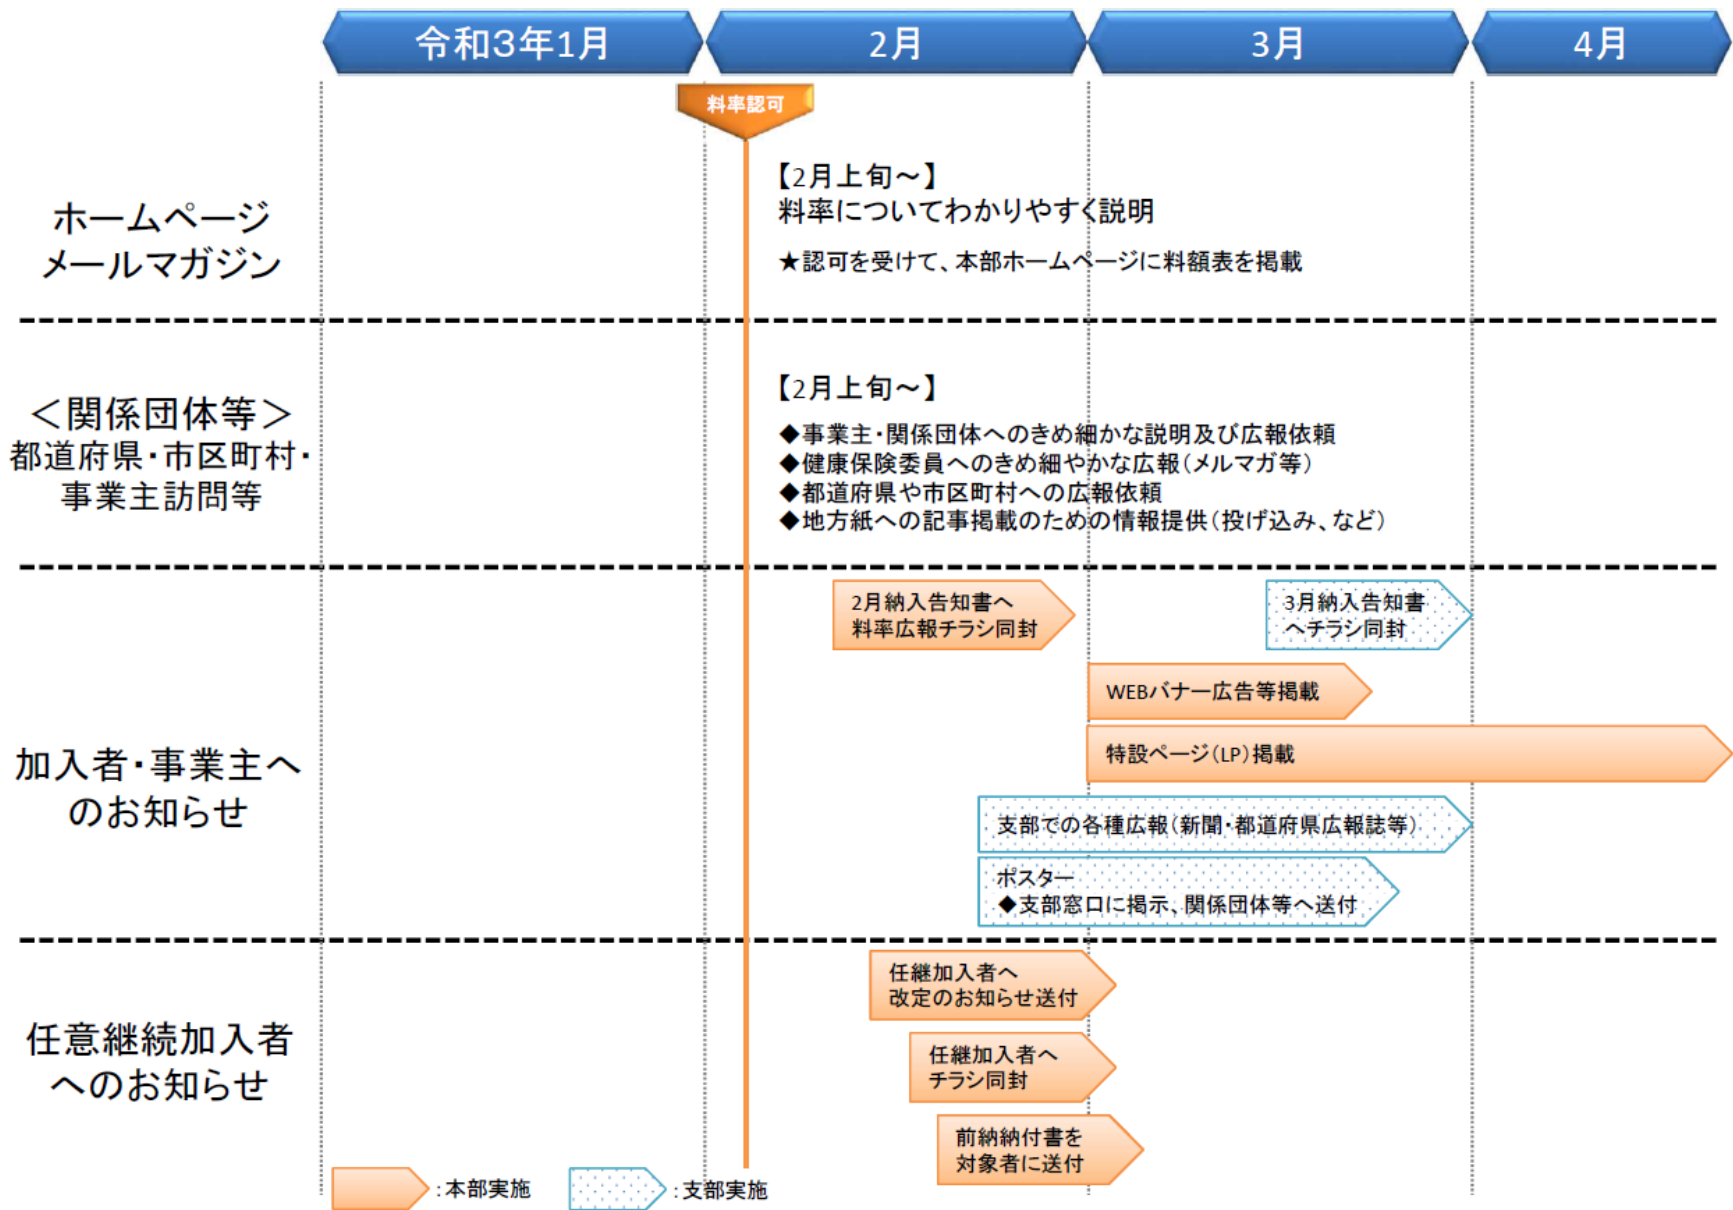 令和3年1月
2月
3月
4月
料率認可
ホームページ
メールマガジン
【2月上旬～】
料率についてわかりやすく説明
★認可を受けて、本部ホームページに料額表を掲載
＜関係団体等＞
都道府県・市区町村・
事業主訪問等
【2月上旬～】
◆事業主・関係団体へのきめ細かな説明及び広報依頼
◆健康保険委員へのきめ細やかな広報（メルマガ等）
◆都道府県や市区町村への広報依頼
◆地方紙への記事掲載のための情報提供（投げ込み、など）
加入者・事業主へ
のお知らせ
2月納入告知書へ
料率広報チラシ同封
3月納入告知書
へチラシ同封
WEBバナー広告等掲載
特設ページ（LP）掲載
支部での各種広報（新聞・都道府県広報誌等）
ポスター
◆支部窓口に掲示、関係団体等へ送付
任意継続加入者
へのお知らせ
任継加入者へ
改定のお知らせ送付
任継加入者へ
チラシ同封
前納納付書を
対象者に送付
：本部実施
：支部実施